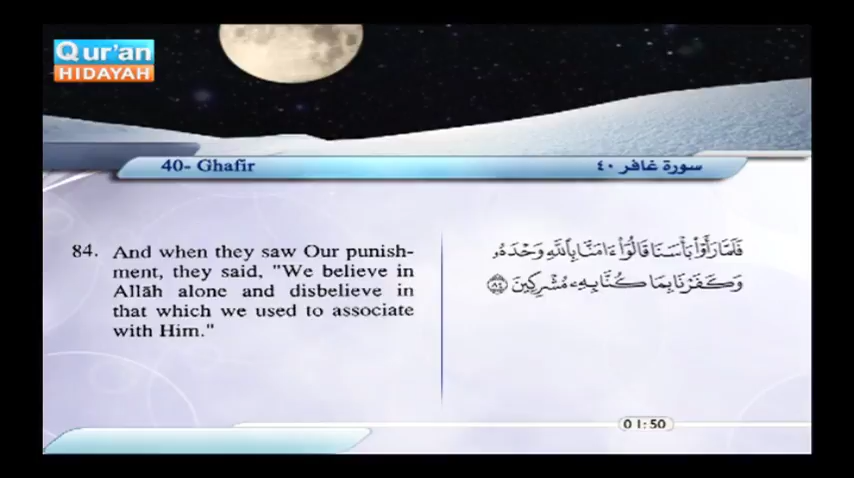 Qur'an
HIDAYAH
40- Ghafir
سورة غافر ٤٠
84. And when they saw Our punish-
ment, they said, "We believe in
Allāh alone and disbelieve in
that which we used to associate
with Him."
فَلَمَّا رَأَوْا۟ بَأْسَنَا قَالُوٓا۟ ءَامَنَّا بِٱللَّهِ وَحْدَهُۥ
وَكَفَرْنَا بِمَا كُنَّا بِهِۦ مُشْرِكِينَ ٨٤
01:50